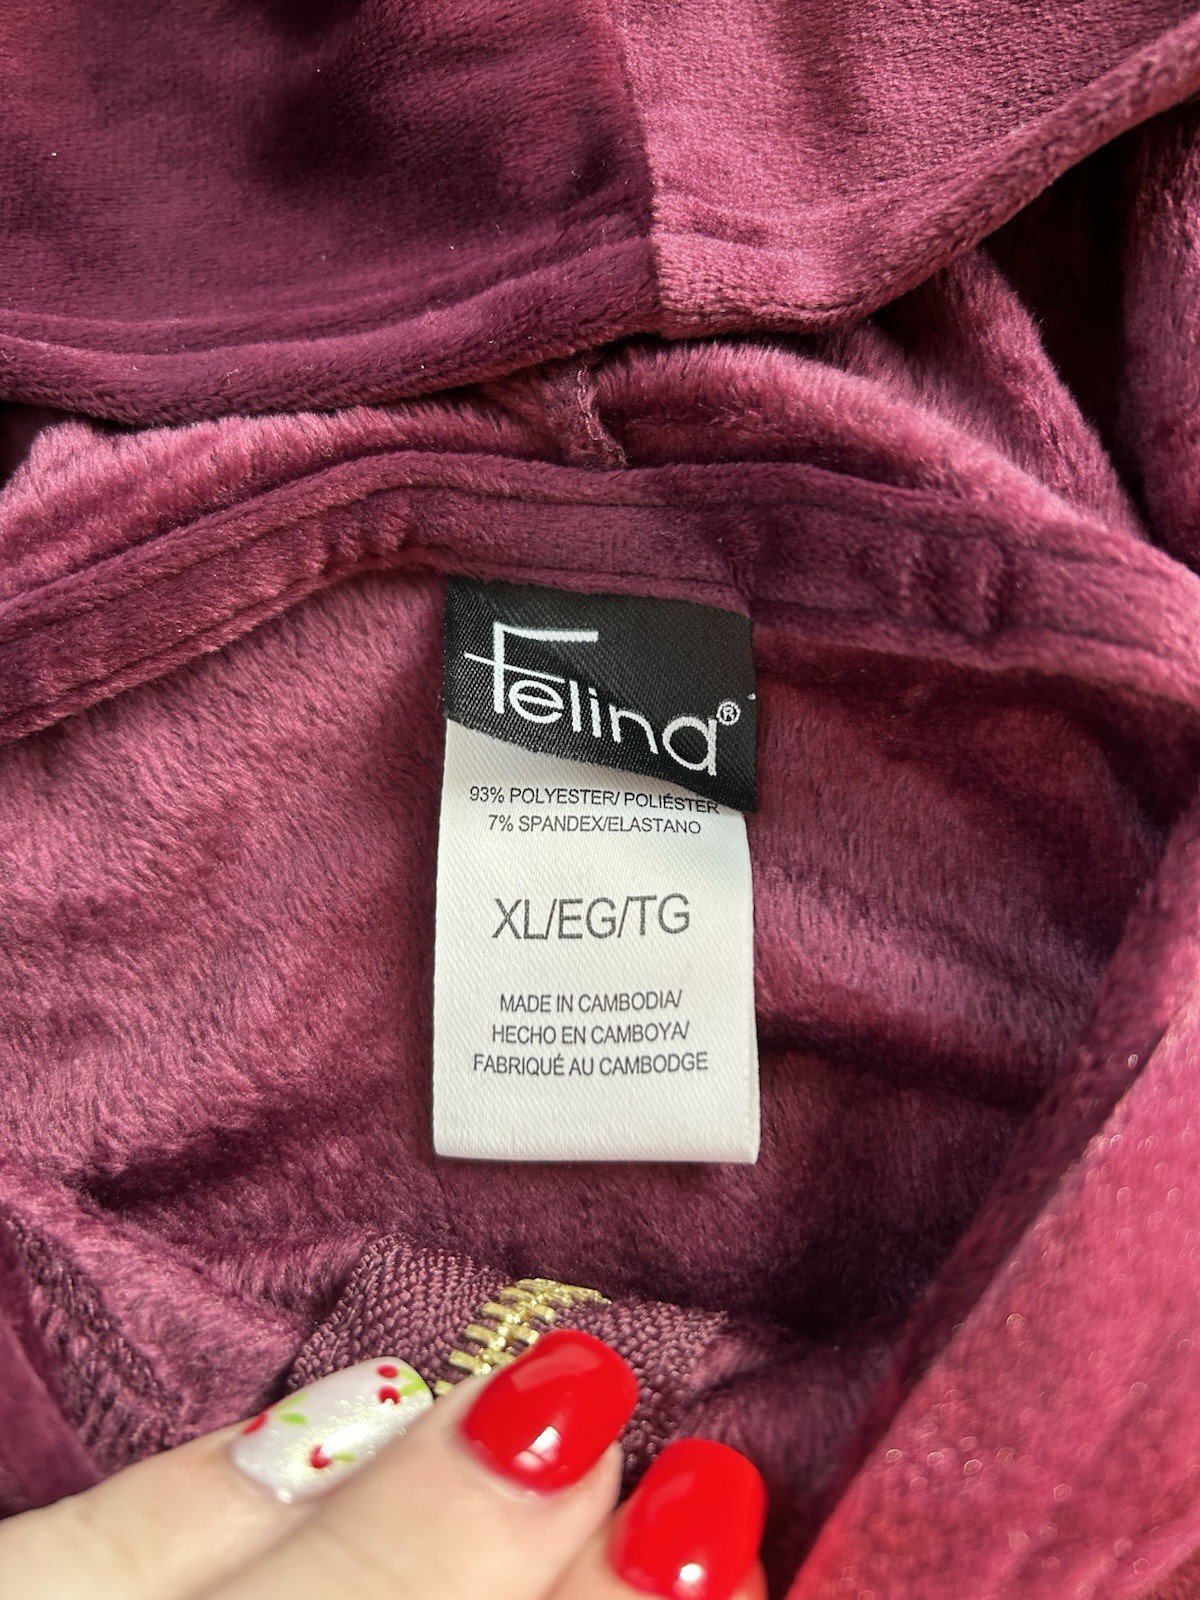 Felina®
93% POLYESTER/ POLIÉSTER
7% SPANDEX/ELASTANO
XL/EG/TG
MADE IN CAMBODIA/
HECHO EN CAMBOYA/
FABRIQUÉ AU CAMBODGE